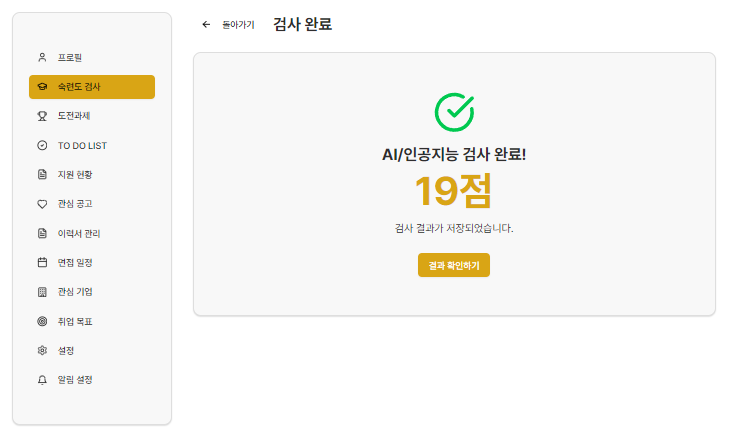 프로필
숙련도 검사
도전과제
TO DO LIST
지원 현황
관심 공고
이력서 관리
면접 일정
관심 기업
취업 목표
설정
알림 설정
돌아가기 검사 완료
AI/인공지능 검사 완료!
19점
검사 결과가 저장되었습니다.
결과 확인하기